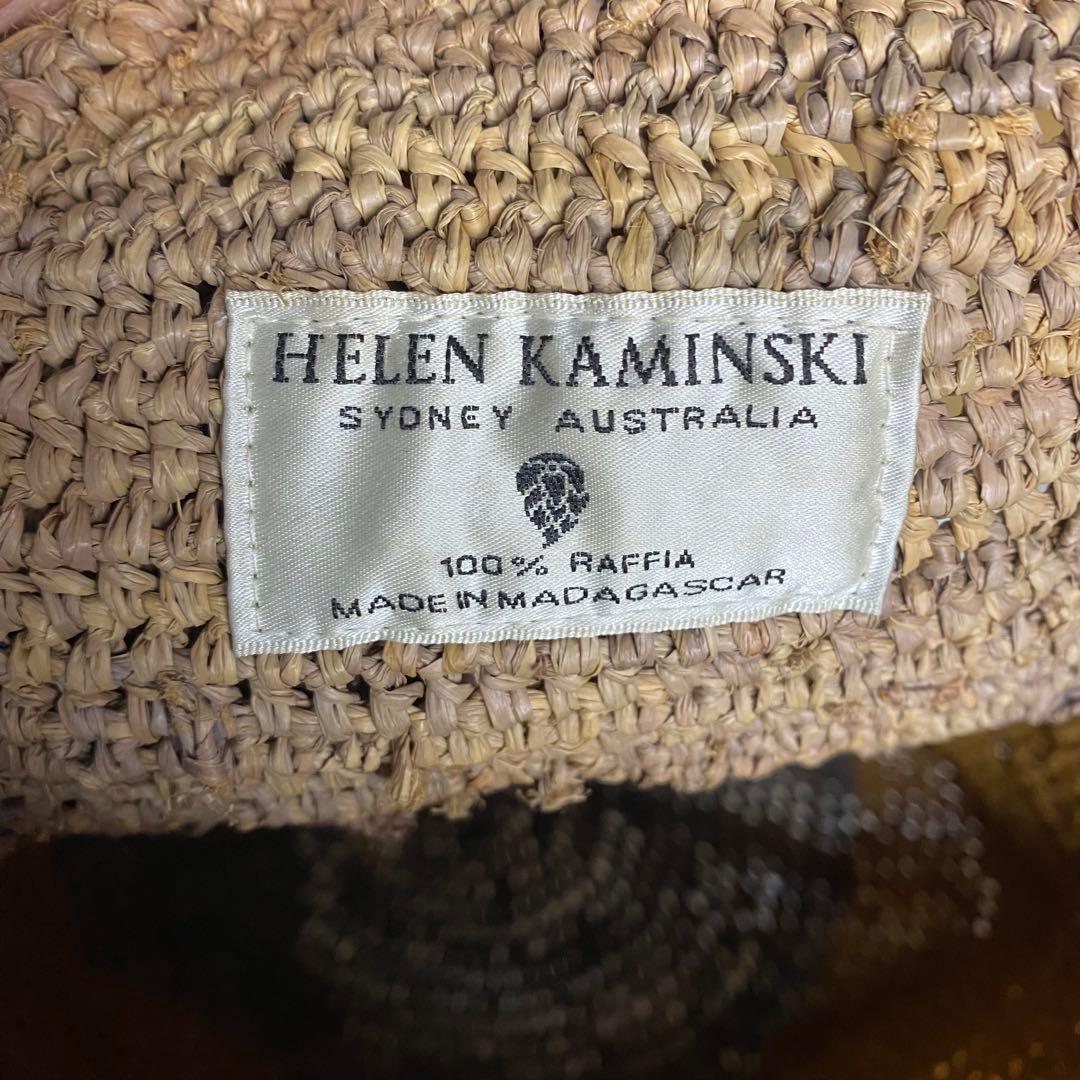 HELEN KAMINSKI
SYDNEY AUSTRALIA
100% RAFFIA
MADE IN MADAGASCAR